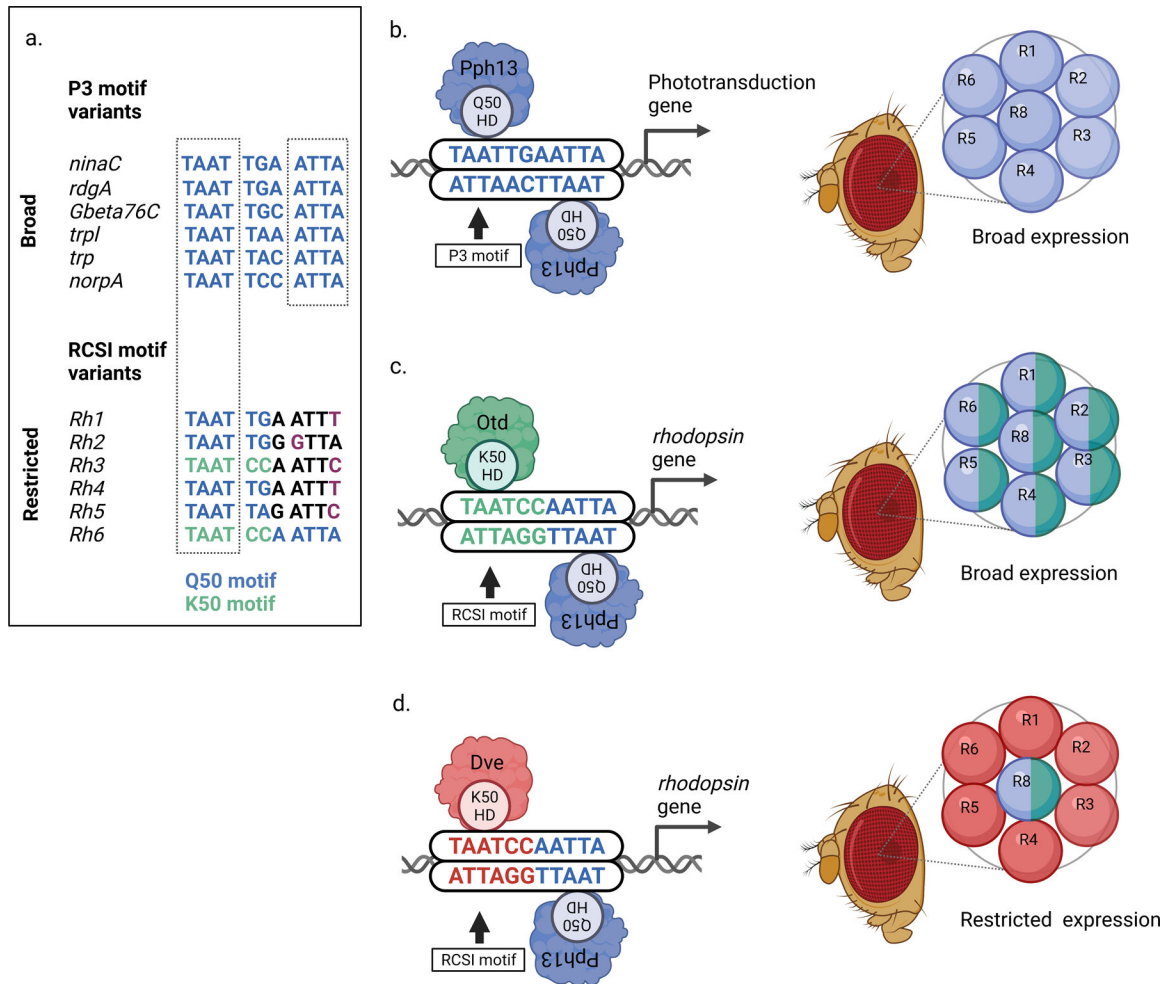 a.
P3 motif
variants
Broad
ninaC TAAT TGA ATTA
rdgA TAAT TGA ATTA
Gbeta76C TAAT TGC ATTA
trpl TAAT TAA ATTA
trp TAAT TAC ATTA
norpA TAAT TCC ATTA
RCSI motif
variants
Restricted
Rh1 TAAT TGA ATTT
Rh2 TAAT TGG GTTA
Rh3 TAAT CCA ATTC
Rh4 TAAT TGA ATTT
Rh5 TAAT TAG ATTC
Rh6 TAAT CCA ATTA
Q50 motif
K50 motif
b.
Pph13
Q50
HD
TAATTGAATTA
ATTAACTTAAT
P3 motif
Q50
HD
Pph13
Phototransduction
gene
R1
R2
R3
R4
R5
R6
R8
Broad expression
c.
Otd
K50
HD
TAATCCAATTA
ATTAGGTTAAT
RCSI motif
Q50
HD
Pph13
rhodopsin
gene
R1
R2
R3
R4
R5
R6
R8
Broad expression
d.
Dve
K50
HD
TAATCCAATTA
ATTAGGTTAAT
RCSI motif
Q50
HD
Pph13
rhodopsin
gene
R1
R2
R3
R4
R5
R6
R8
Restricted expression